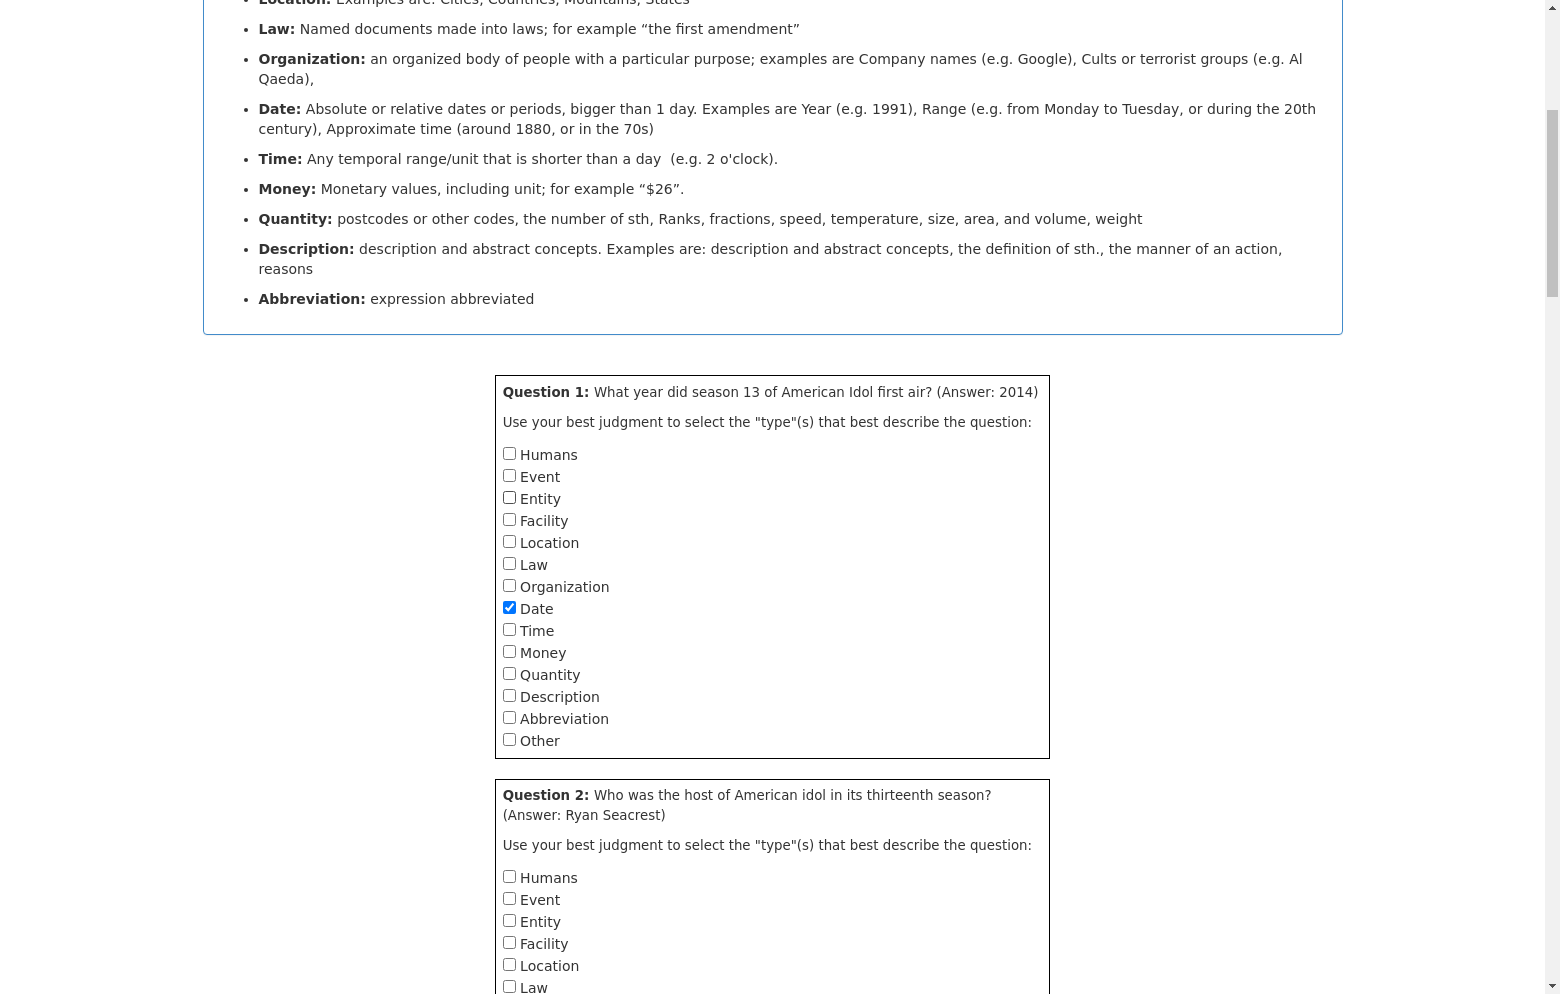 Location: Examples are: Cities, Countries, Mountains, States
Law: Named documents made into laws; for example “the first amendment”
Organization: an organized body of people with a particular purpose; examples are Company names (e.g. Google), Cults or terrorist groups (e.g. Al
Qaeda),
Date: Absolute or relative dates or periods, bigger than 1 day. Examples are Year (e.g. 1991), Range (e.g. from Monday to Tuesday, or during the 20th
century), Approximate time (around 1880, or in the 70s)
Time: Any temporal range/unit that is shorter than a day  (e.g. 2 o'clock).
Money: Monetary values, including unit; for example “$26”.
Quantity: postcodes or other codes, the number of sth, Ranks, fractions, speed, temperature, size, area, and volume, weight
Description: description and abstract concepts. Examples are: description and abstract concepts, the definition of sth., the manner of an action,
reasons
Abbreviation: expression abbreviated
Question 1: What year did season 13 of American Idol first air? (Answer: 2014)
Use your best judgment to select the "type"(s) that best describe the question:
Humans
Event
Entity
Facility
Location
Law
Organization
Date
Time
Money
Quantity
Description
Abbreviation
Other
Question 2: Who was the host of American idol in its thirteenth season?
(Answer: Ryan Seacrest)
Use your best judgment to select the "type"(s) that best describe the question:
Humans
Event
Entity
Facility
Location
Law